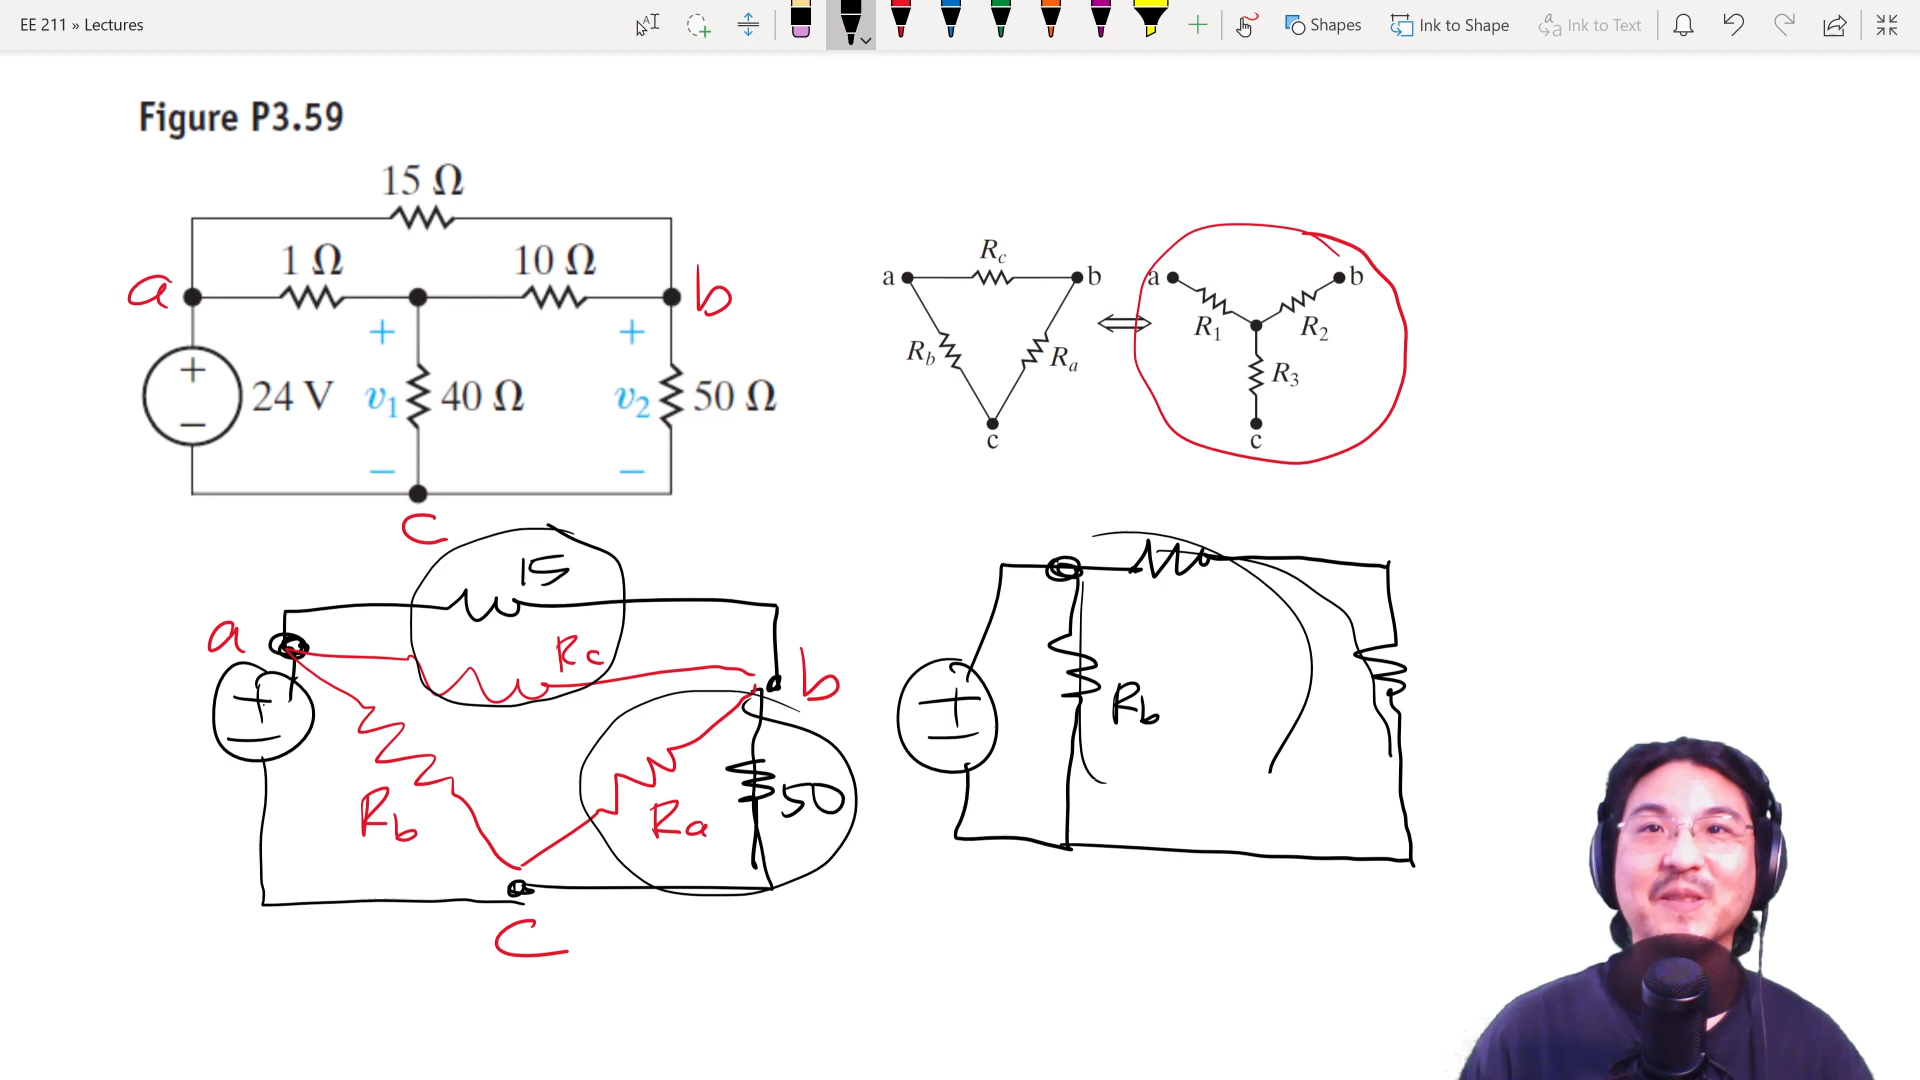 EE 211 » Lectures
Shapes
Ink to Shape
Ink to Text
Figure P3.59
15 Ω
1 Ω
10 Ω
a
b
+
+
+
24 V
v1
40 Ω
v2
50 Ω
−
−
−
c
Rc
a
b
Rb
Ra
c
a
b
R1
R2
R3
c
15
a
Rc
b
+
−
Rb
Ra
50
C
+
−
Rb